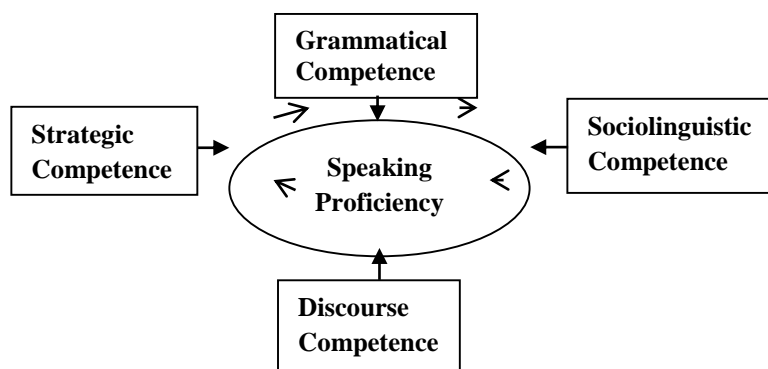 Grammatical
Competence
Strategic
Competence
Sociolinguistic
Competence
Speaking
Proficiency
Discourse
Competence